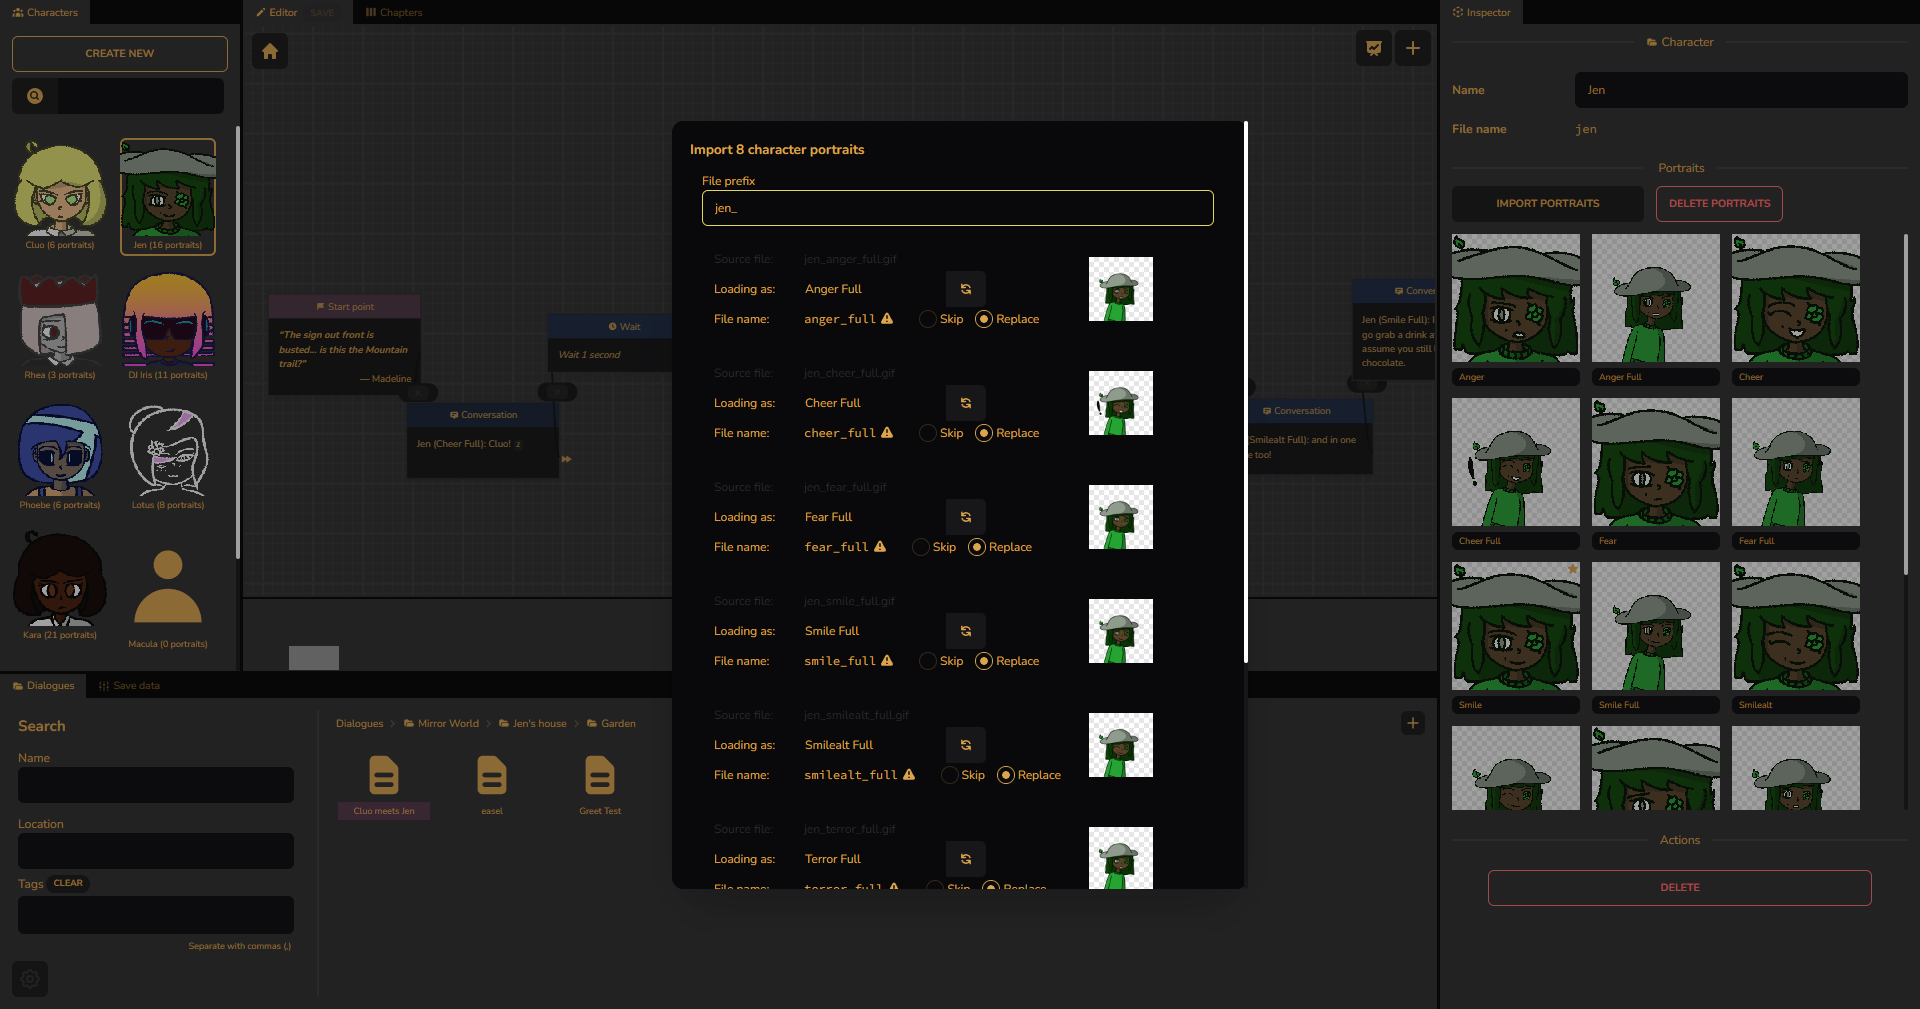 Characters
CREATE NEW
Cluo (6 portraits)
Jen (16 portraits)
Rhea (3 portraits)
DJ Iris (11 portraits)
Phoebe (6 portraits)
Lotus (8 portraits)
Kara (21 portraits)
Macula (0 portraits)
Editor SAVE
Chapters
Start point
"The sign out front is
busted... is this the Mountain
trail?"
— Madeline
Wait
Wait 1 second
Conversation
Jen (Cheer Full): Cluo! 2
Conversation
(Smilealt Full): and in one
e too!
Conver
Jen (Smile Full): I
go grab a drink a
assume you still
chocolate.
Import 8 character portraits
File prefix
jen_
Source file: jen_anger_full.gif
Loading as: Anger Full
File name: anger_full Skip Replace
Source file: jen_cheer_full.gif
Loading as: Cheer Full
File name: cheer_full Skip Replace
Source file: jen_fear_full.gif
Loading as: Fear Full
File name: fear_full Skip Replace
Source file: jen_smile_full.gif
Loading as: Smile Full
File name: smile_full Skip Replace
Source file: jen_smilealt_full.gif
Loading as: Smilealt Full
File name: smilealt_full Skip Replace
Source file: jen_terror_full.gif
Loading as: Terror Full
File name: terror_full Skip Replace
Inspector
Character
Name Jen
File name jen
Portraits
IMPORT PORTRAITS DELETE PORTRAITS
Anger Anger Full Cheer
Cheer Full Fear Fear Full
Smile Smile Full Smilealt
Actions
DELETE
Dialogues Save data
Search
Name
Location
Tags CLEAR
Separate with commas (,)
Dialogues > Mirror World > Jen's house > Garden
Cluo meets Jen easel Greet Test